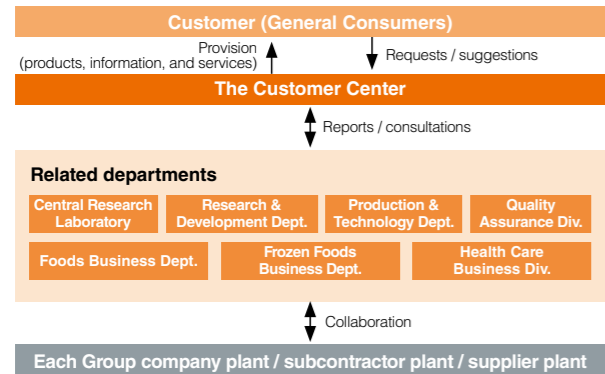 Customer (General Consumers)
Provision
(products, information, and services)
Requests / suggestions
The Customer Center
Reports / consultations
Related departments
Central Research
Laboratory
Research &
Development Dept.
Production &
Technology Dept.
Quality
Assurance Div.
Foods Business Dept.
Frozen Foods
Business Dept.
Health Care
Business Div.
Collaboration
Each Group company plant / subcontractor plant / supplier plant